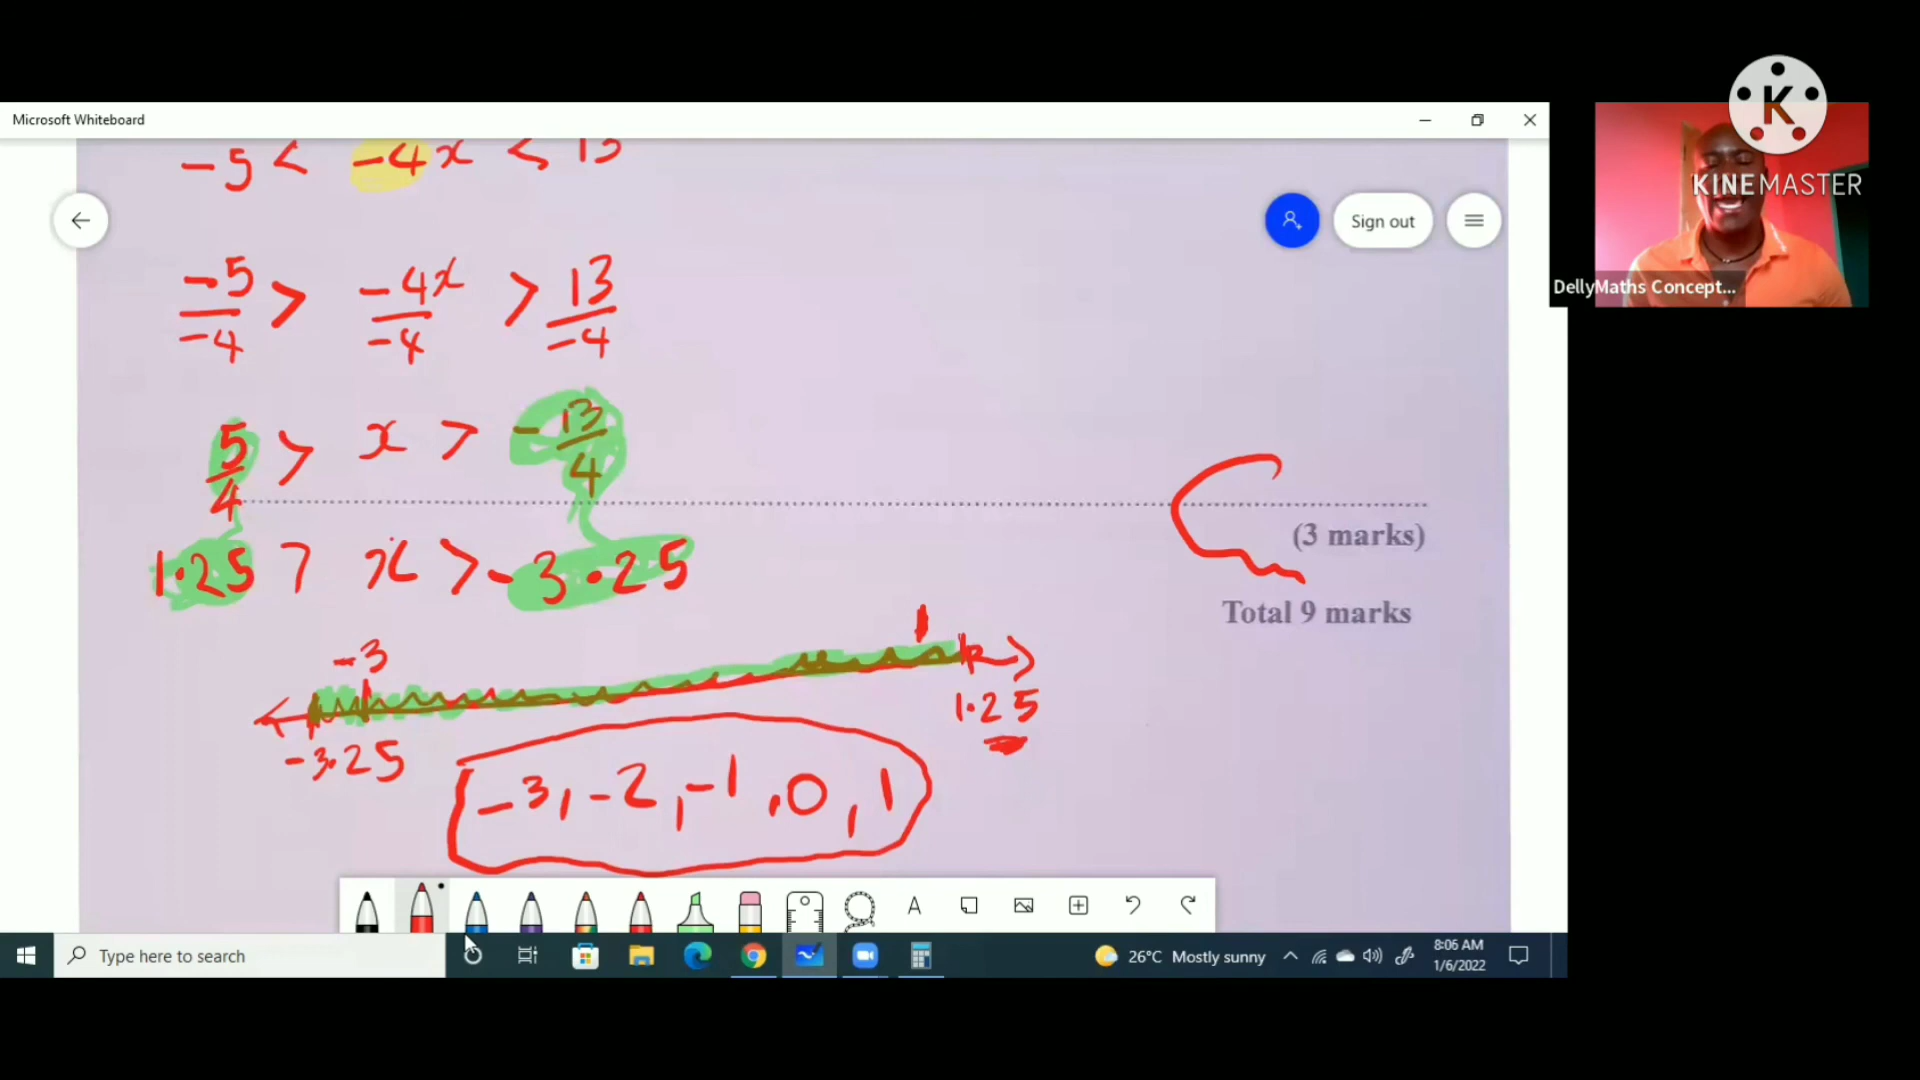 Microsoft Whiteboard
-5 < -4x < 13
K
KINEMASTER
Sign out
DellyMaths Concept...
-5/-4 > -4x/-4 > 13/-4
5/4 > x > -13/4
(3 marks)
1.25 > x > -3.25
Total 9 marks
-3 1
-3.25 1.25
-3, -2, -1, 0, 1
A
Type here to search
26°C Mostly sunny
8:06 AM
1/6/2022